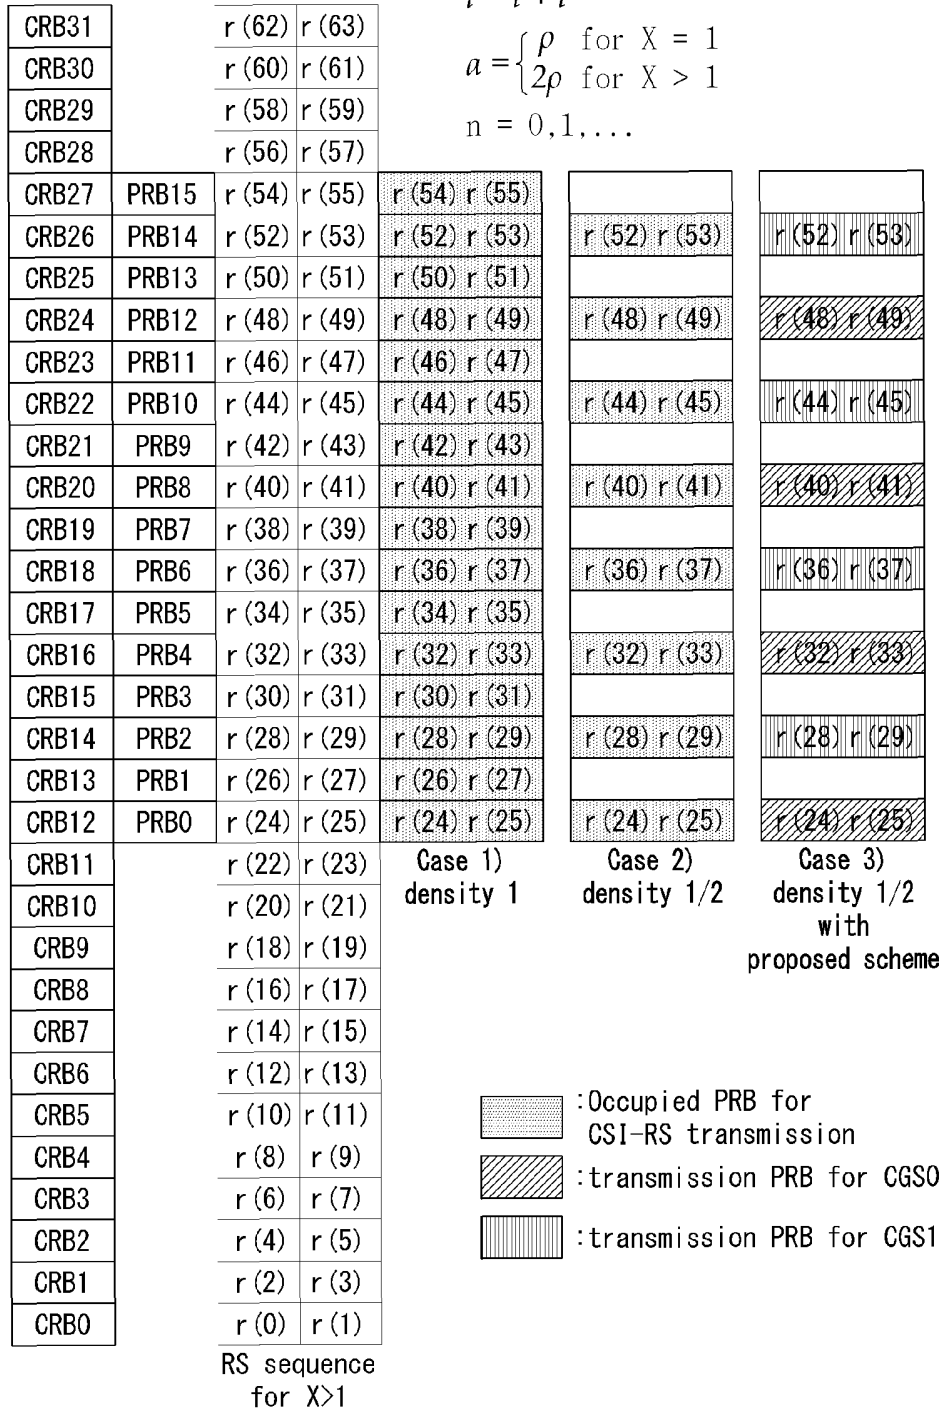 a = { ρ for X = 1
2ρ for X > 1
n = 0,1,...
CRB31 r(62) r(63)
CRB30 r(60) r(61)
CRB29 r(58) r(59)
CRB28 r(56) r(57)
CRB27 PRB15 r(54) r(55) r(54) r(55)
CRB26 PRB14 r(52) r(53) r(52) r(53) r(52) r(53) r(52) r(53)
CRB25 PRB13 r(50) r(51) r(50) r(51)
CRB24 PRB12 r(48) r(49) r(48) r(49) r(48) r(49) r(48) r(49)
CRB23 PRB11 r(46) r(47) r(46) r(47)
CRB22 PRB10 r(44) r(45) r(44) r(45) r(44) r(45) r(44) r(45)
CRB21 PRB9 r(42) r(43) r(42) r(43)
CRB20 PRB8 r(40) r(41) r(40) r(41) r(40) r(41) r(40) r(41)
CRB19 PRB7 r(38) r(39) r(38) r(39)
CRB18 PRB6 r(36) r(37) r(36) r(37) r(36) r(37) r(36) r(37)
CRB17 PRB5 r(34) r(35) r(34) r(35)
CRB16 PRB4 r(32) r(33) r(32) r(33) r(32) r(33) r(32) r(33)
CRB15 PRB3 r(30) r(31) r(30) r(31)
CRB14 PRB2 r(28) r(29) r(28) r(29) r(28) r(29) r(28) r(29)
CRB13 PRB1 r(26) r(27) r(26) r(27)
CRB12 PRB0 r(24) r(25) r(24) r(25) r(24) r(25) r(24) r(25)
CRB11 r(22) r(23)
CRB10 r(20) r(21)
CRB9 r(18) r(19)
CRB8 r(16) r(17)
CRB7 r(14) r(15)
CRB6 r(12) r(13)
CRB5 r(10) r(11)
CRB4 r(8) r(9)
CRB3 r(6) r(7)
CRB2 r(4) r(5)
CRB1 r(2) r(3)
CRB0 r(0) r(1)
RS sequence
for X>1
Case 1)
density 1
Case 2)
density 1/2
Case 3)
density 1/2
with
proposed scheme
:Occupied PRB for
CSI-RS transmission
:transmission PRB for CGS0
:transmission PRB for CGS1